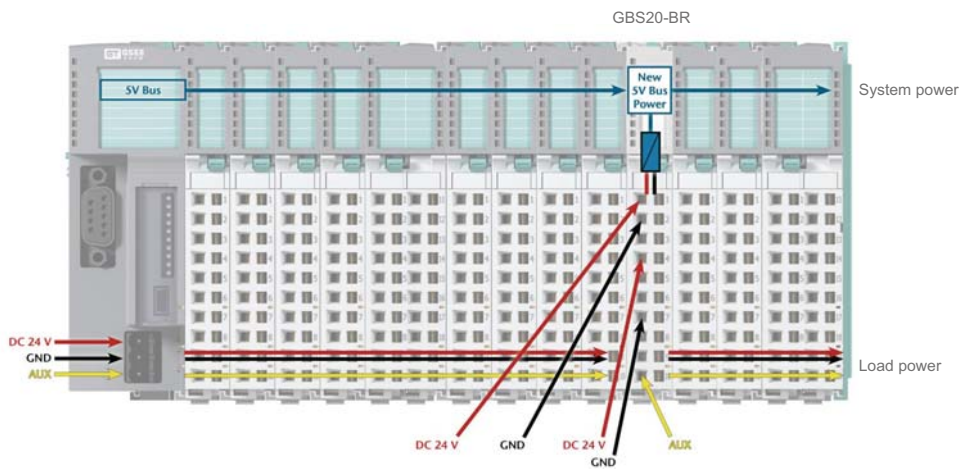 GBS20-BR
5V Bus
New
5V Bus
Power
System power
DC 24 V
GND
AUX
Load power
DC 24 V
GND
DC 24 V
GND
AUX